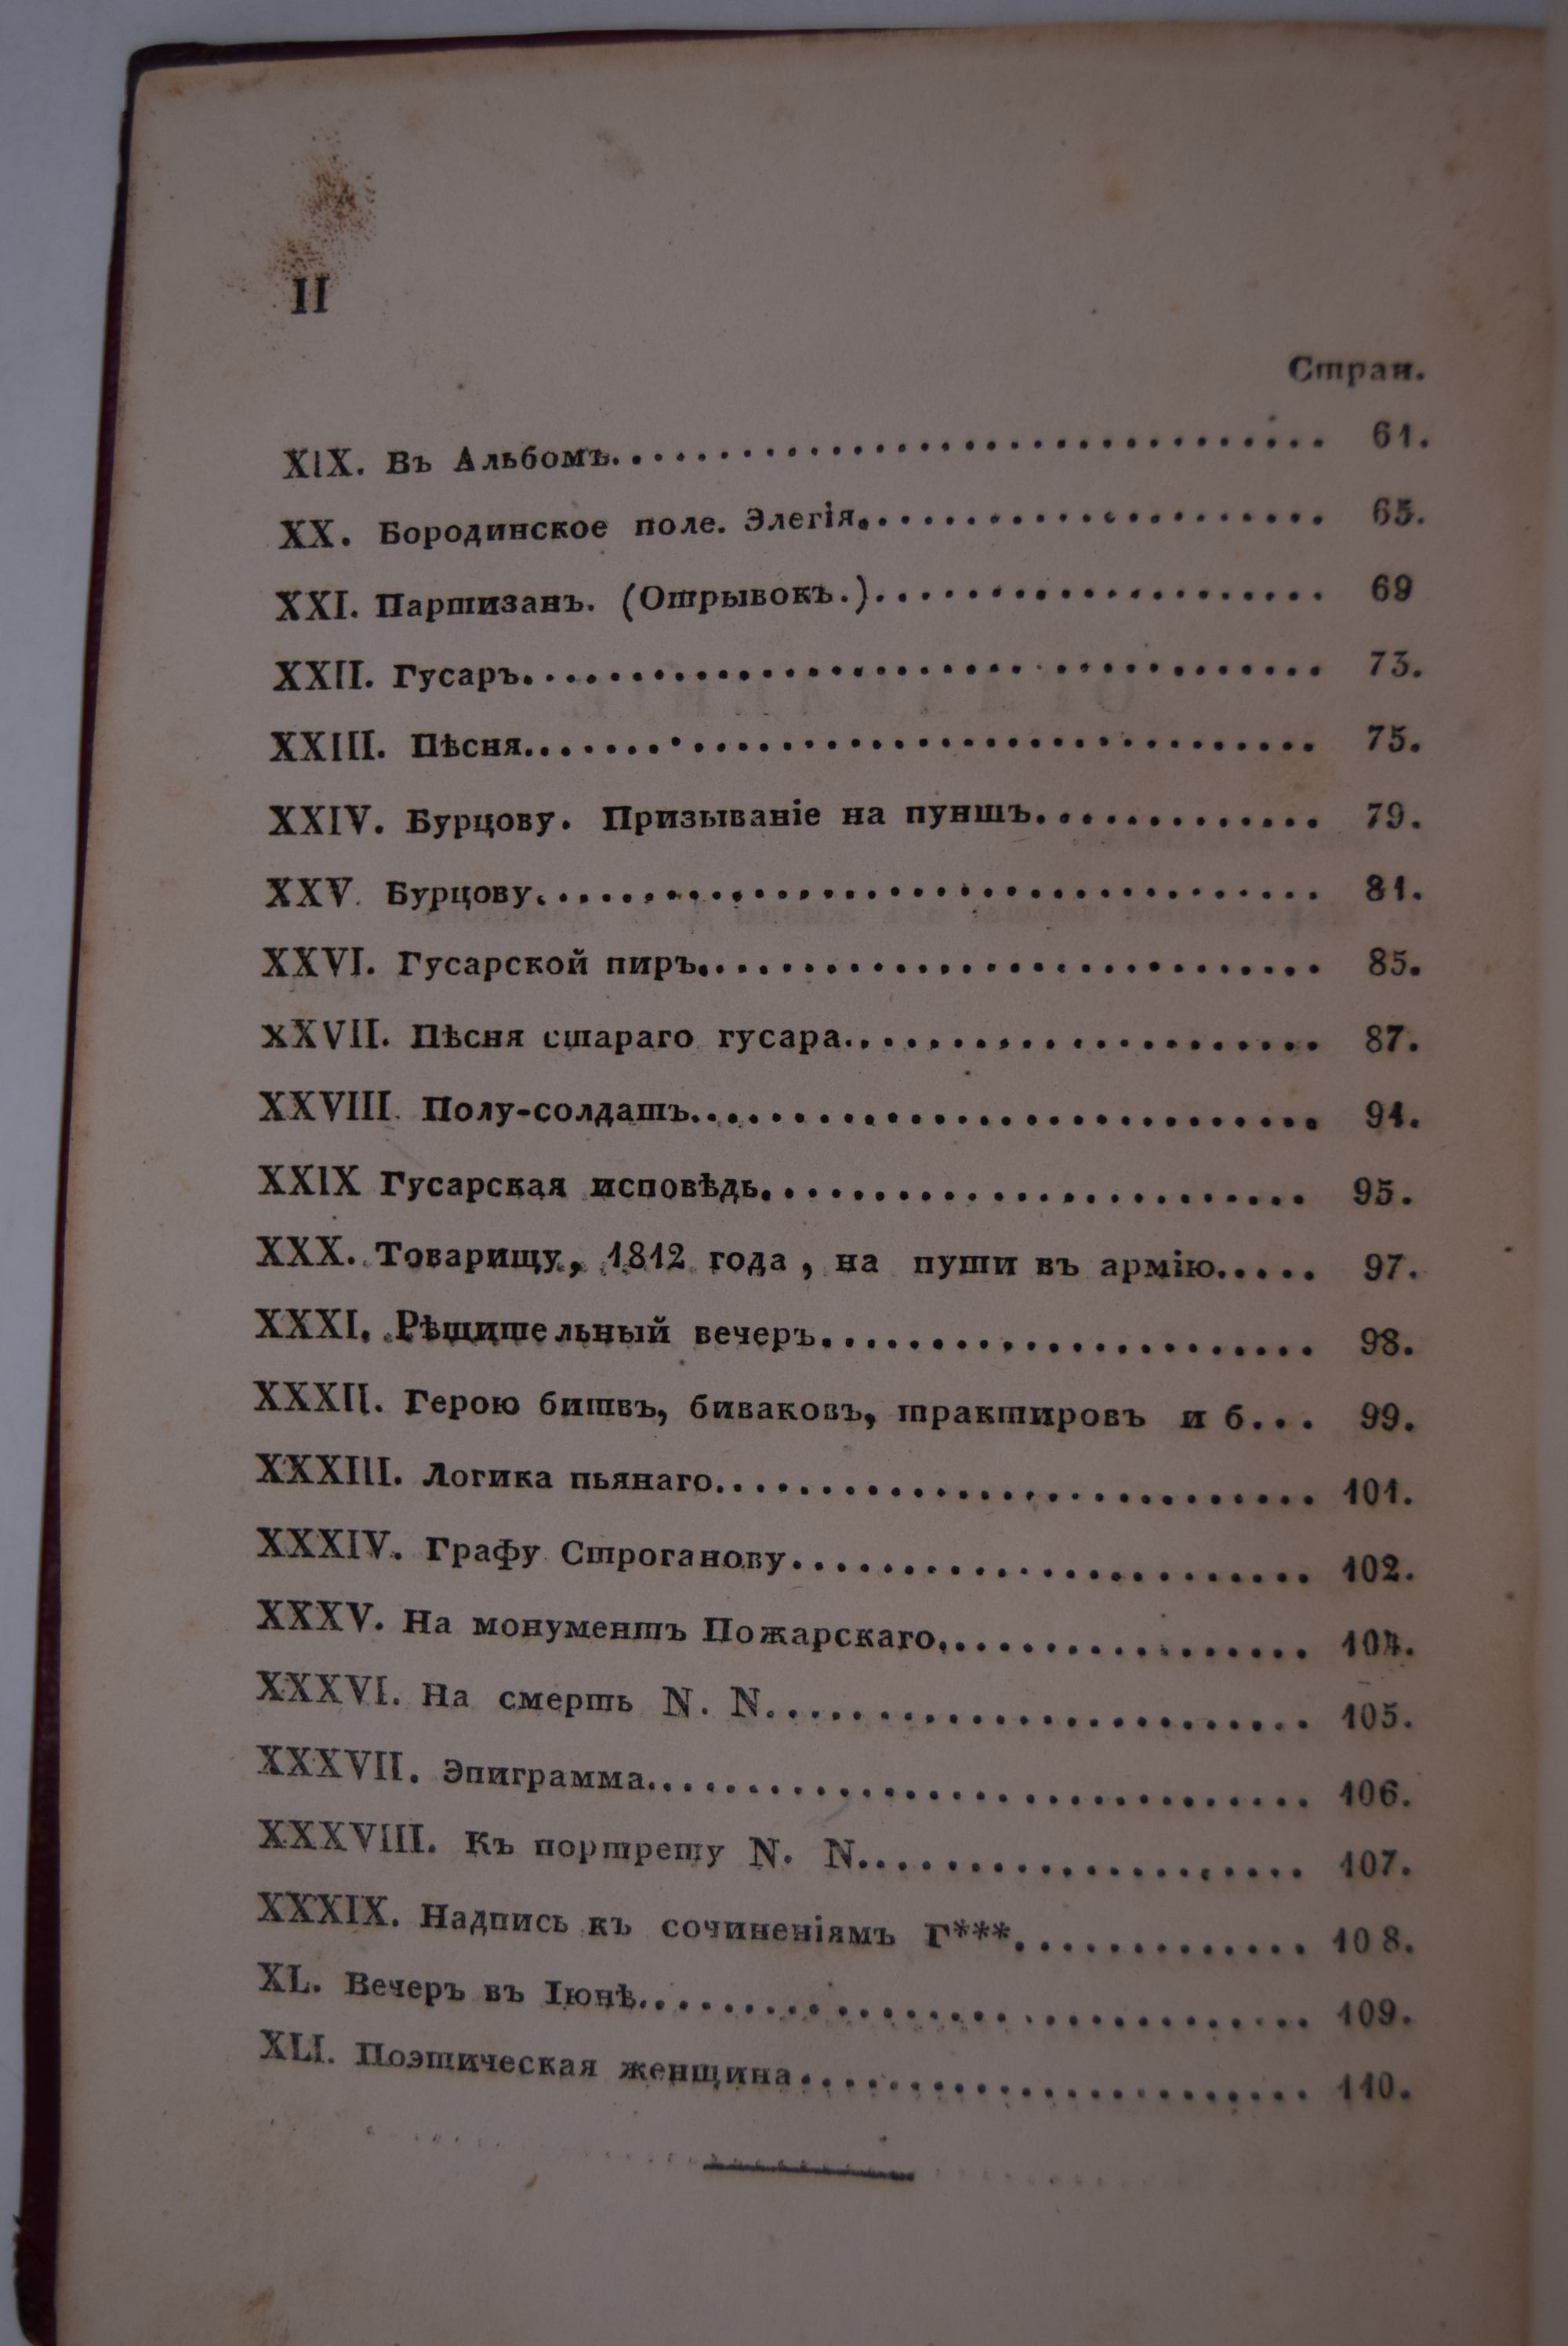 II
Стран.
XIX. Въ Альбомъ................................ 61.
XX. Бородинское поле. Элегія..................... 65.
XXI. Партизанъ. (Отрывокъ.).................... 69
XXII. Гусаръ.................................... 73.
XXIII. Пѣсня.................................. 75.
XXIV. Бурцову. Призываніе на пуншъ............. 79.
XXV. Бурцову................................... 81.
XXVI. Гусарской пиръ............................ 85.
XXVII. Пѣсня стараго гусара..................... 87.
XXVIII. Полу-солдатъ............................ 91.
XXIX Гусарская исповѣдь........................ 95.
XXX. Товарищу, 1812 года, на пути въ армію..... 97.
XXXI. Рѣшительный вечеръ...................... 98.
XXXII. Герою битвъ, биваковъ, трактировъ и б... 99.
XXXIII. Логика пьянаго.......................... 101.
XXXIV. Графу Строганову....................... 102.
XXXV. На монументъ Пожарскаго................. 104.
XXXVI. На смерть N. N........................ 105.
XXXVII. Эпиграмма............................. 106.
XXXVIII. Къ портрету N. N.................... 107.
XXXIX. Надпись къ сочиненіямъ Г***............. 108.
XL. Вечеръ въ Іюнѣ.............................. 109.
XLI. Поэтическая женщина....................... 110.